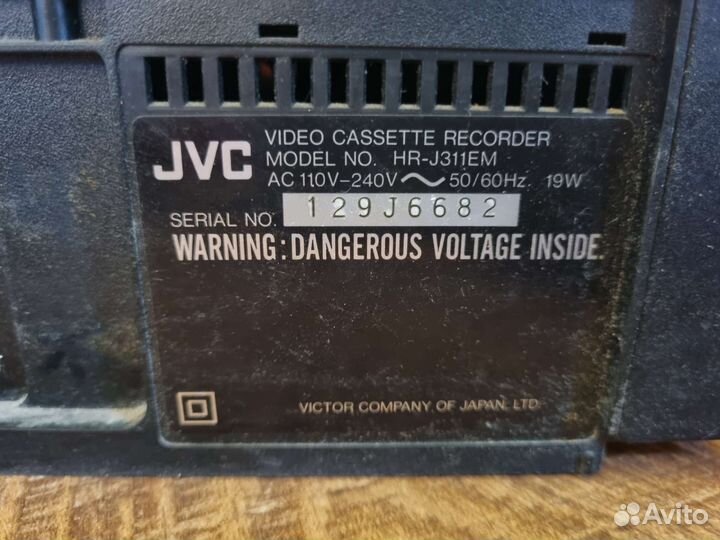 JVC
VIDEO CASSETTE RECORDER
MODEL NO. HR-J311EM
AC 110V-240V ~ 50/60Hz 19W
SERIAL NO. 129J6682
WARNING: DANGEROUS VOLTAGE INSIDE.
VICTOR COMPANY OF JAPAN, LTD.
Avito